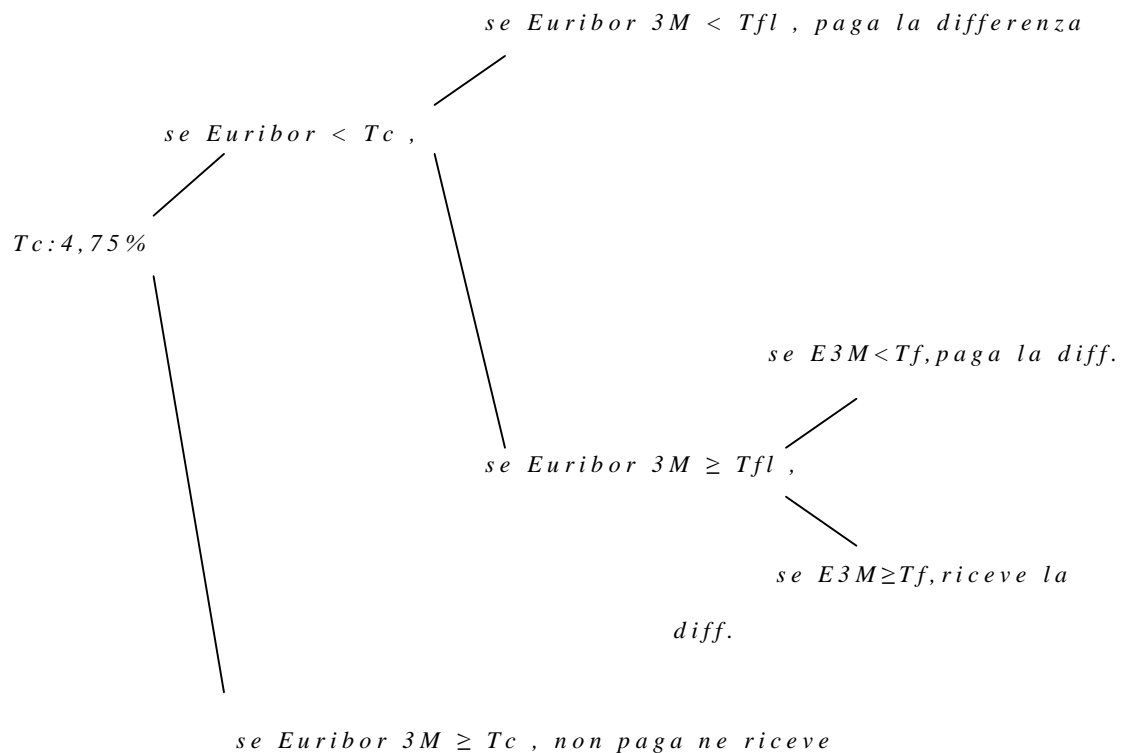 se Euribor 3M < Tfl , paga la differenza
se Euribor < Tc ,
Tc:4,75%
se E3M<Tf,paga la diff.
se Euribor 3M ≥ Tfl ,
se E3M≥Tf,riceve la
diff.
se Euribor 3M ≥ Tc , non paga ne riceve